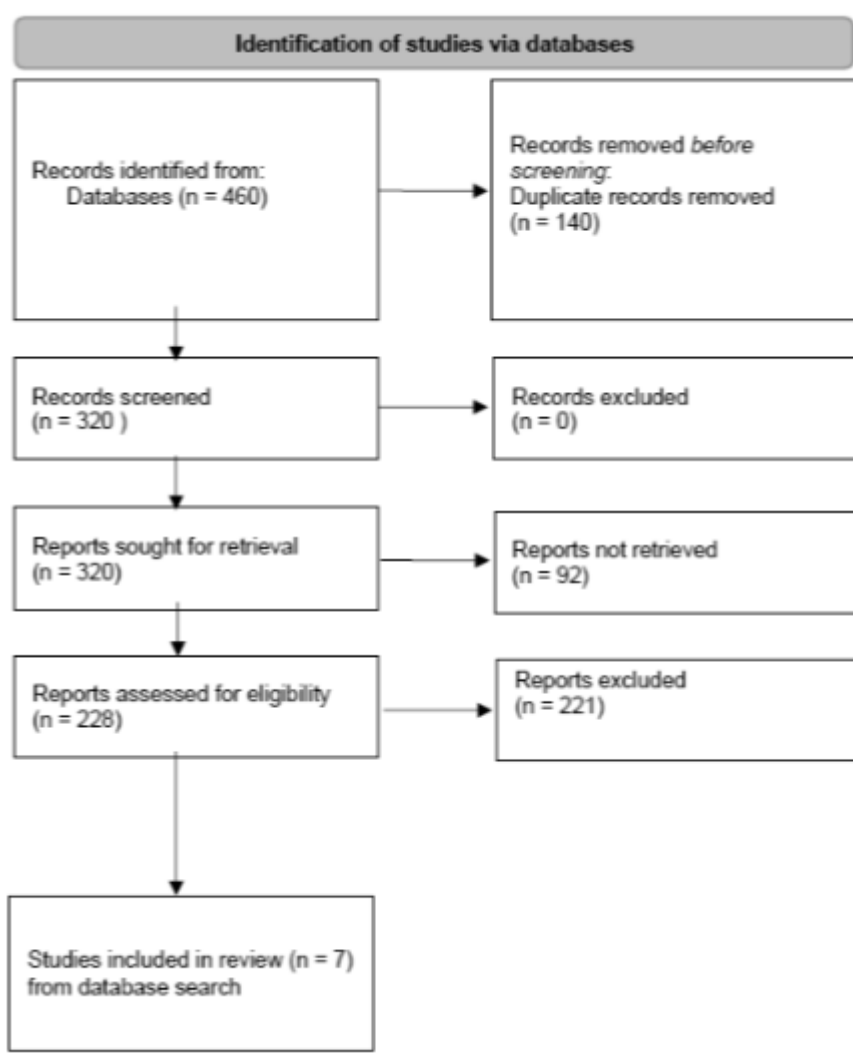 Identification of studies via databases
Records identified from:
Databases (n = 460)
Records removed before
screening:
Duplicate records removed
(n = 140)
Records screened
(n = 320 )
Records excluded
(n = 0)
Reports sought for retrieval
(n = 320)
Reports not retrieved
(n = 92)
Reports assessed for eligibility
(n = 228)
Reports excluded
(n = 221)
Studies included in review (n = 7)
from database search